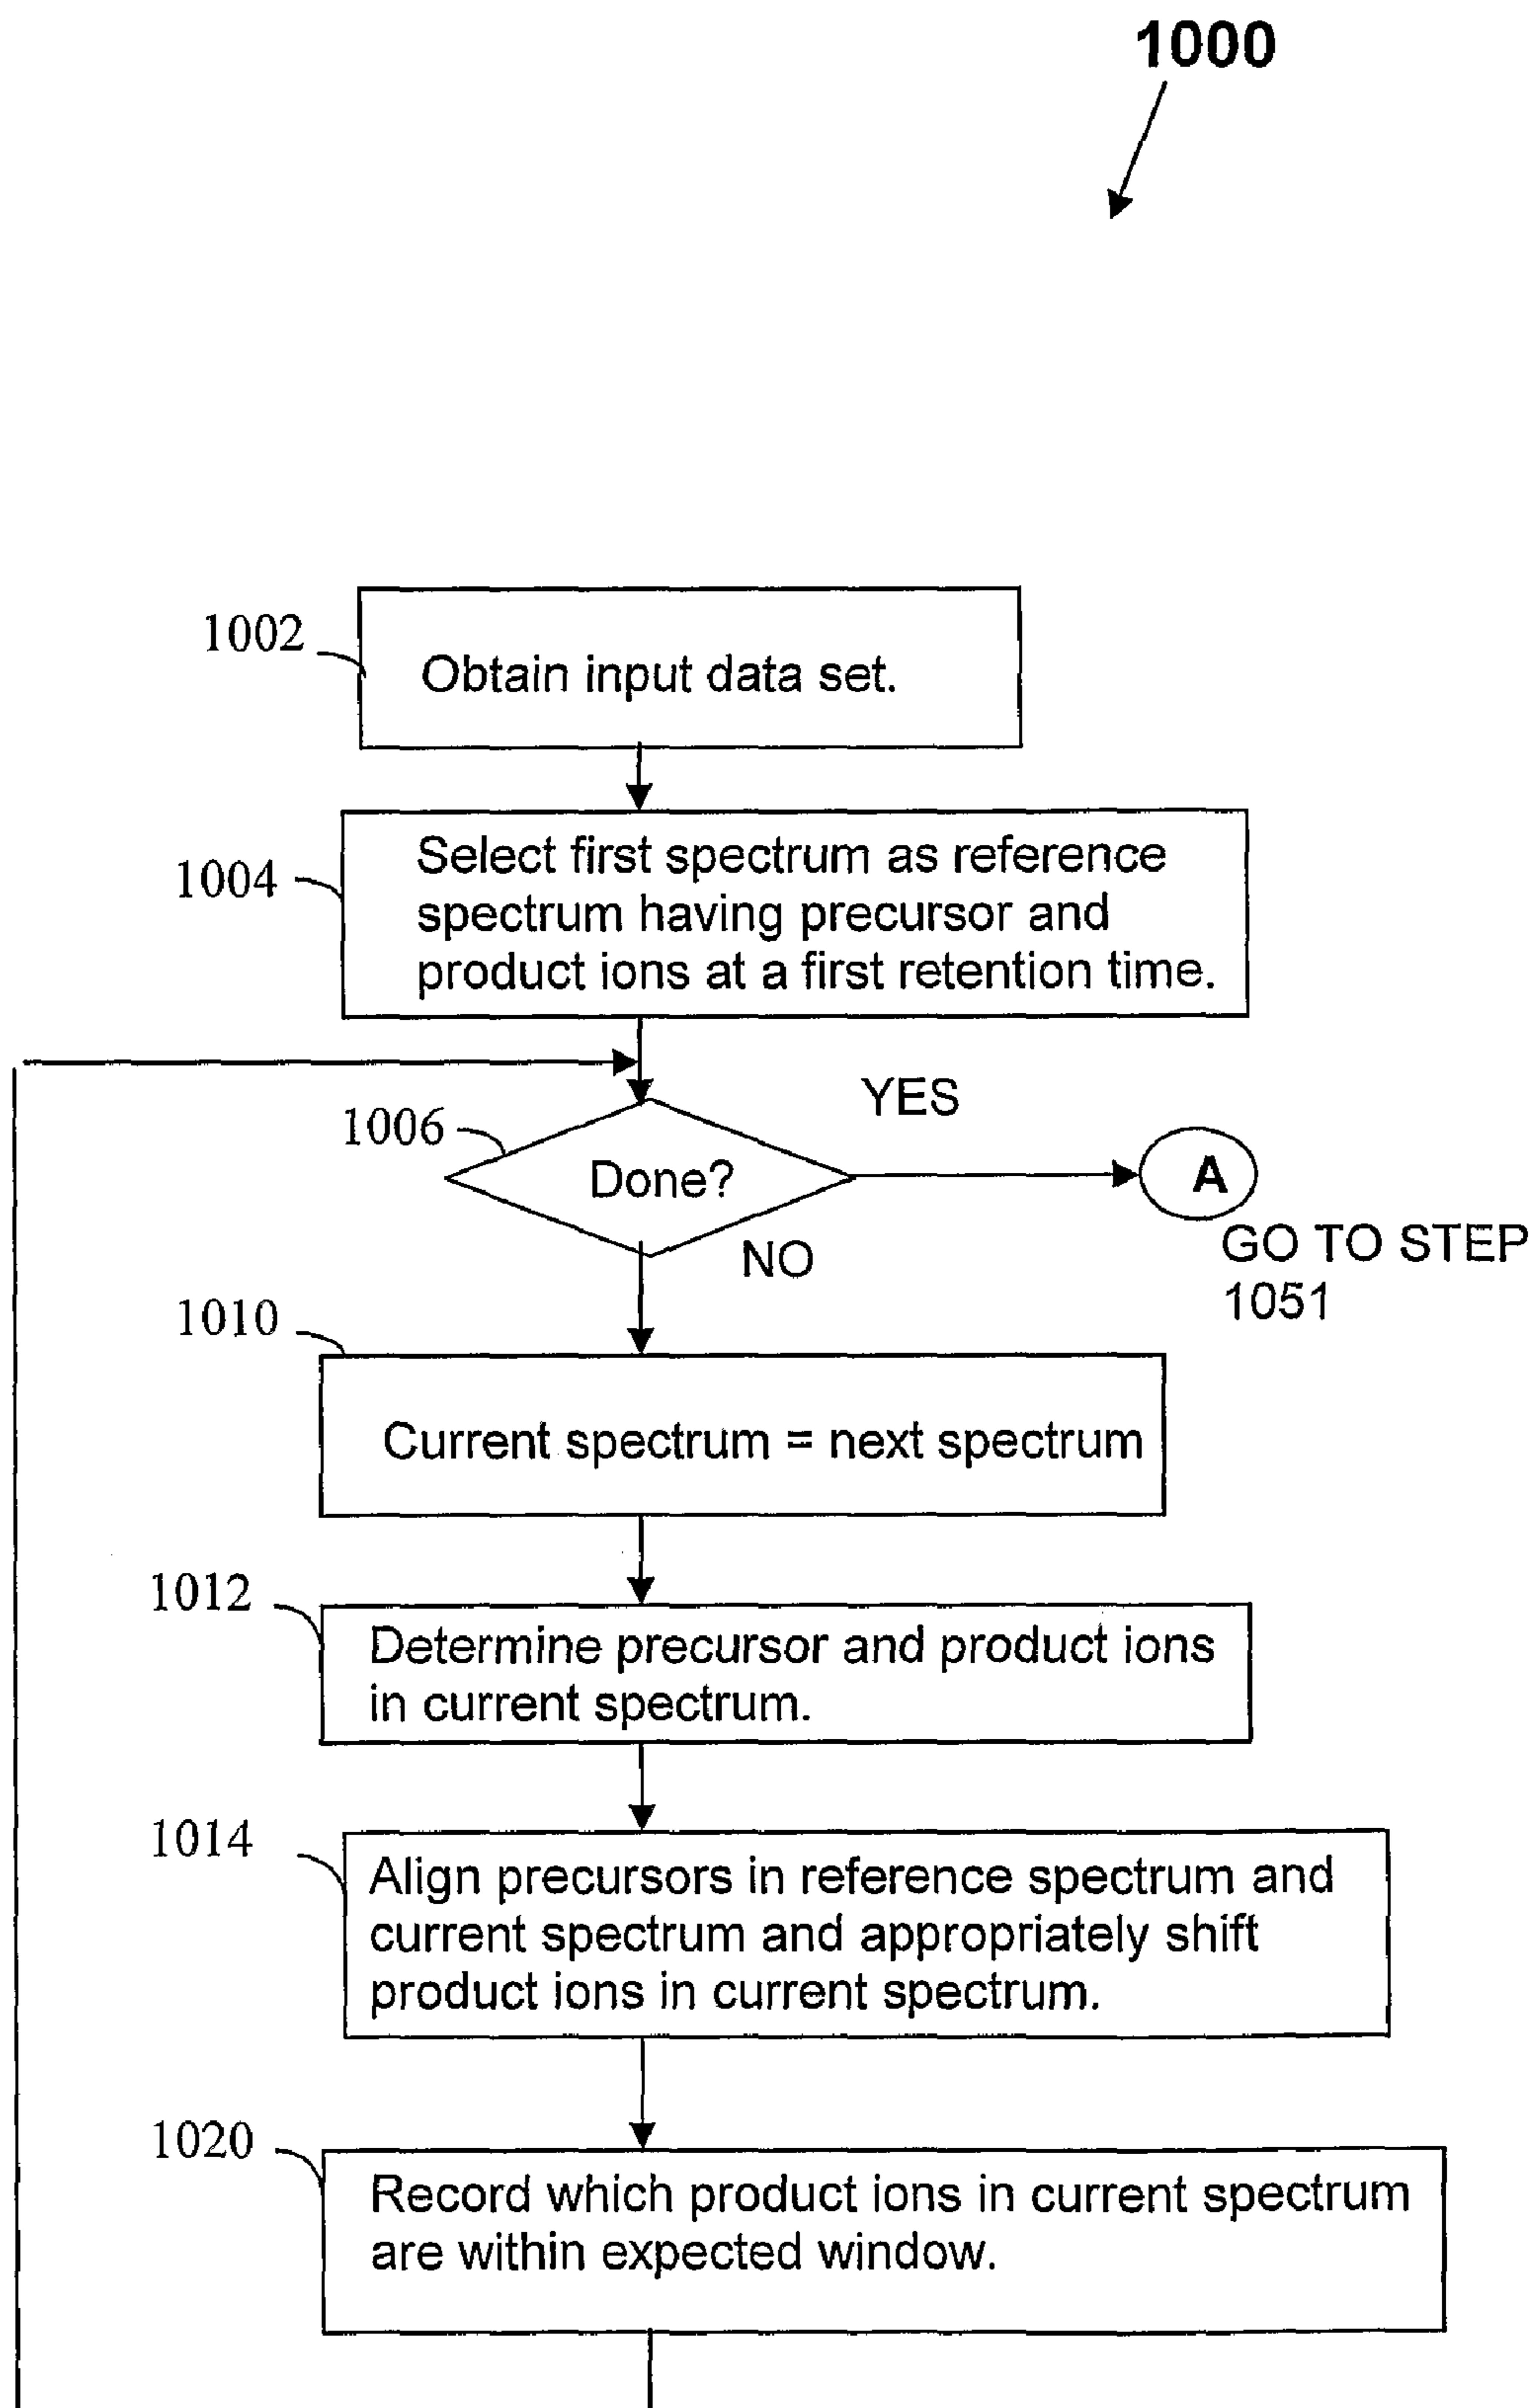 1000
1002
Obtain input data set.
1004
Select first spectrum as reference
spectrum having precursor and
product ions at a first retention time.
YES
1006
Done?
A
NO
GO TO STEP
1051
1010
Current spectrum = next spectrum
1012
Determine precursor and product ions
in current spectrum.
1014
Align precursors in reference spectrum and
current spectrum and appropriately shift
product ions in current spectrum.
1020
Record which product ions in current spectrum
are within expected window.